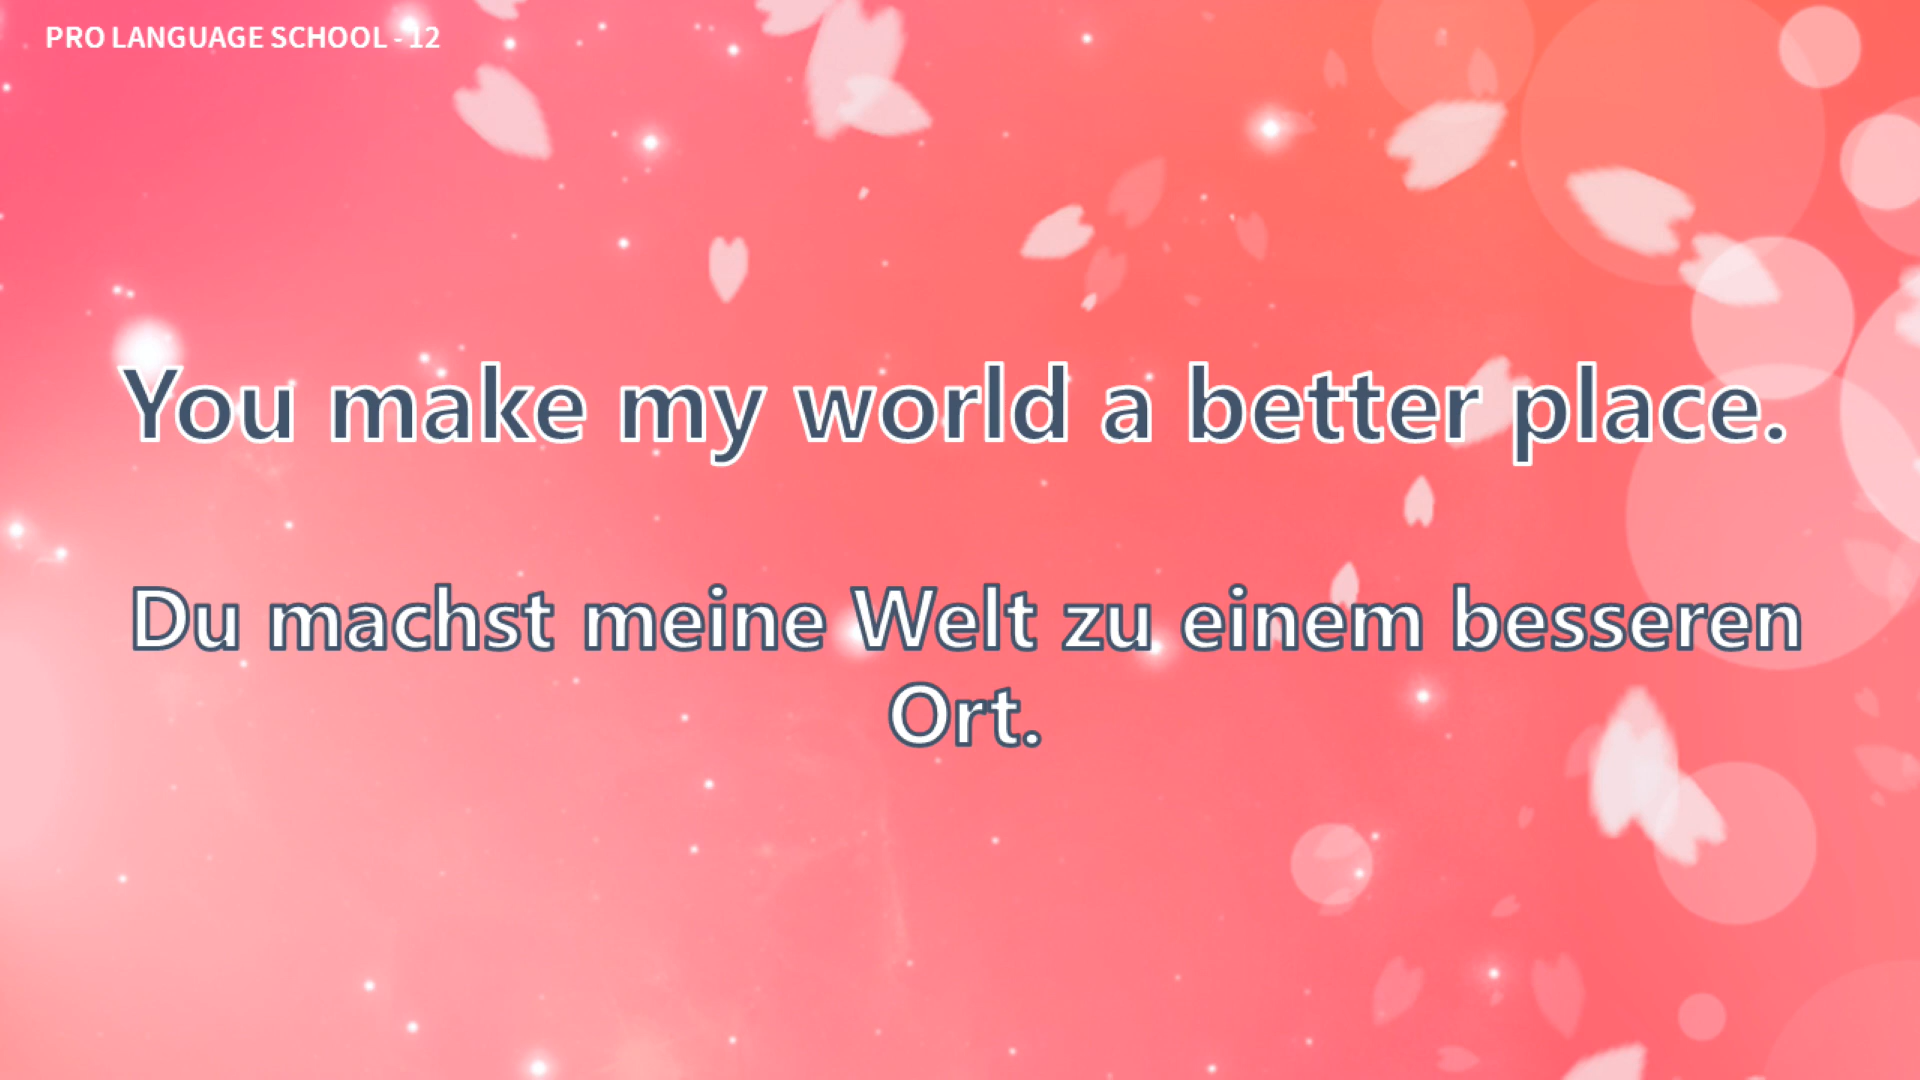 PRO LANGUAGE SCHOOL - 12
You make my world a better place.
Du machst meine Welt zu einem besseren
Ort.